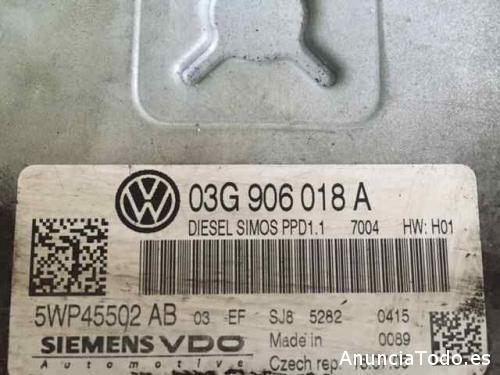 03G 906 018 A
DIESEL SIMOS PPD1.1 7004 HW: H01
5WP45502 AB 03 EF SJ8 5282 0415
SIEMENS VDO Made in 0089
Automotive Czech rep.
AnuncioTodo.es